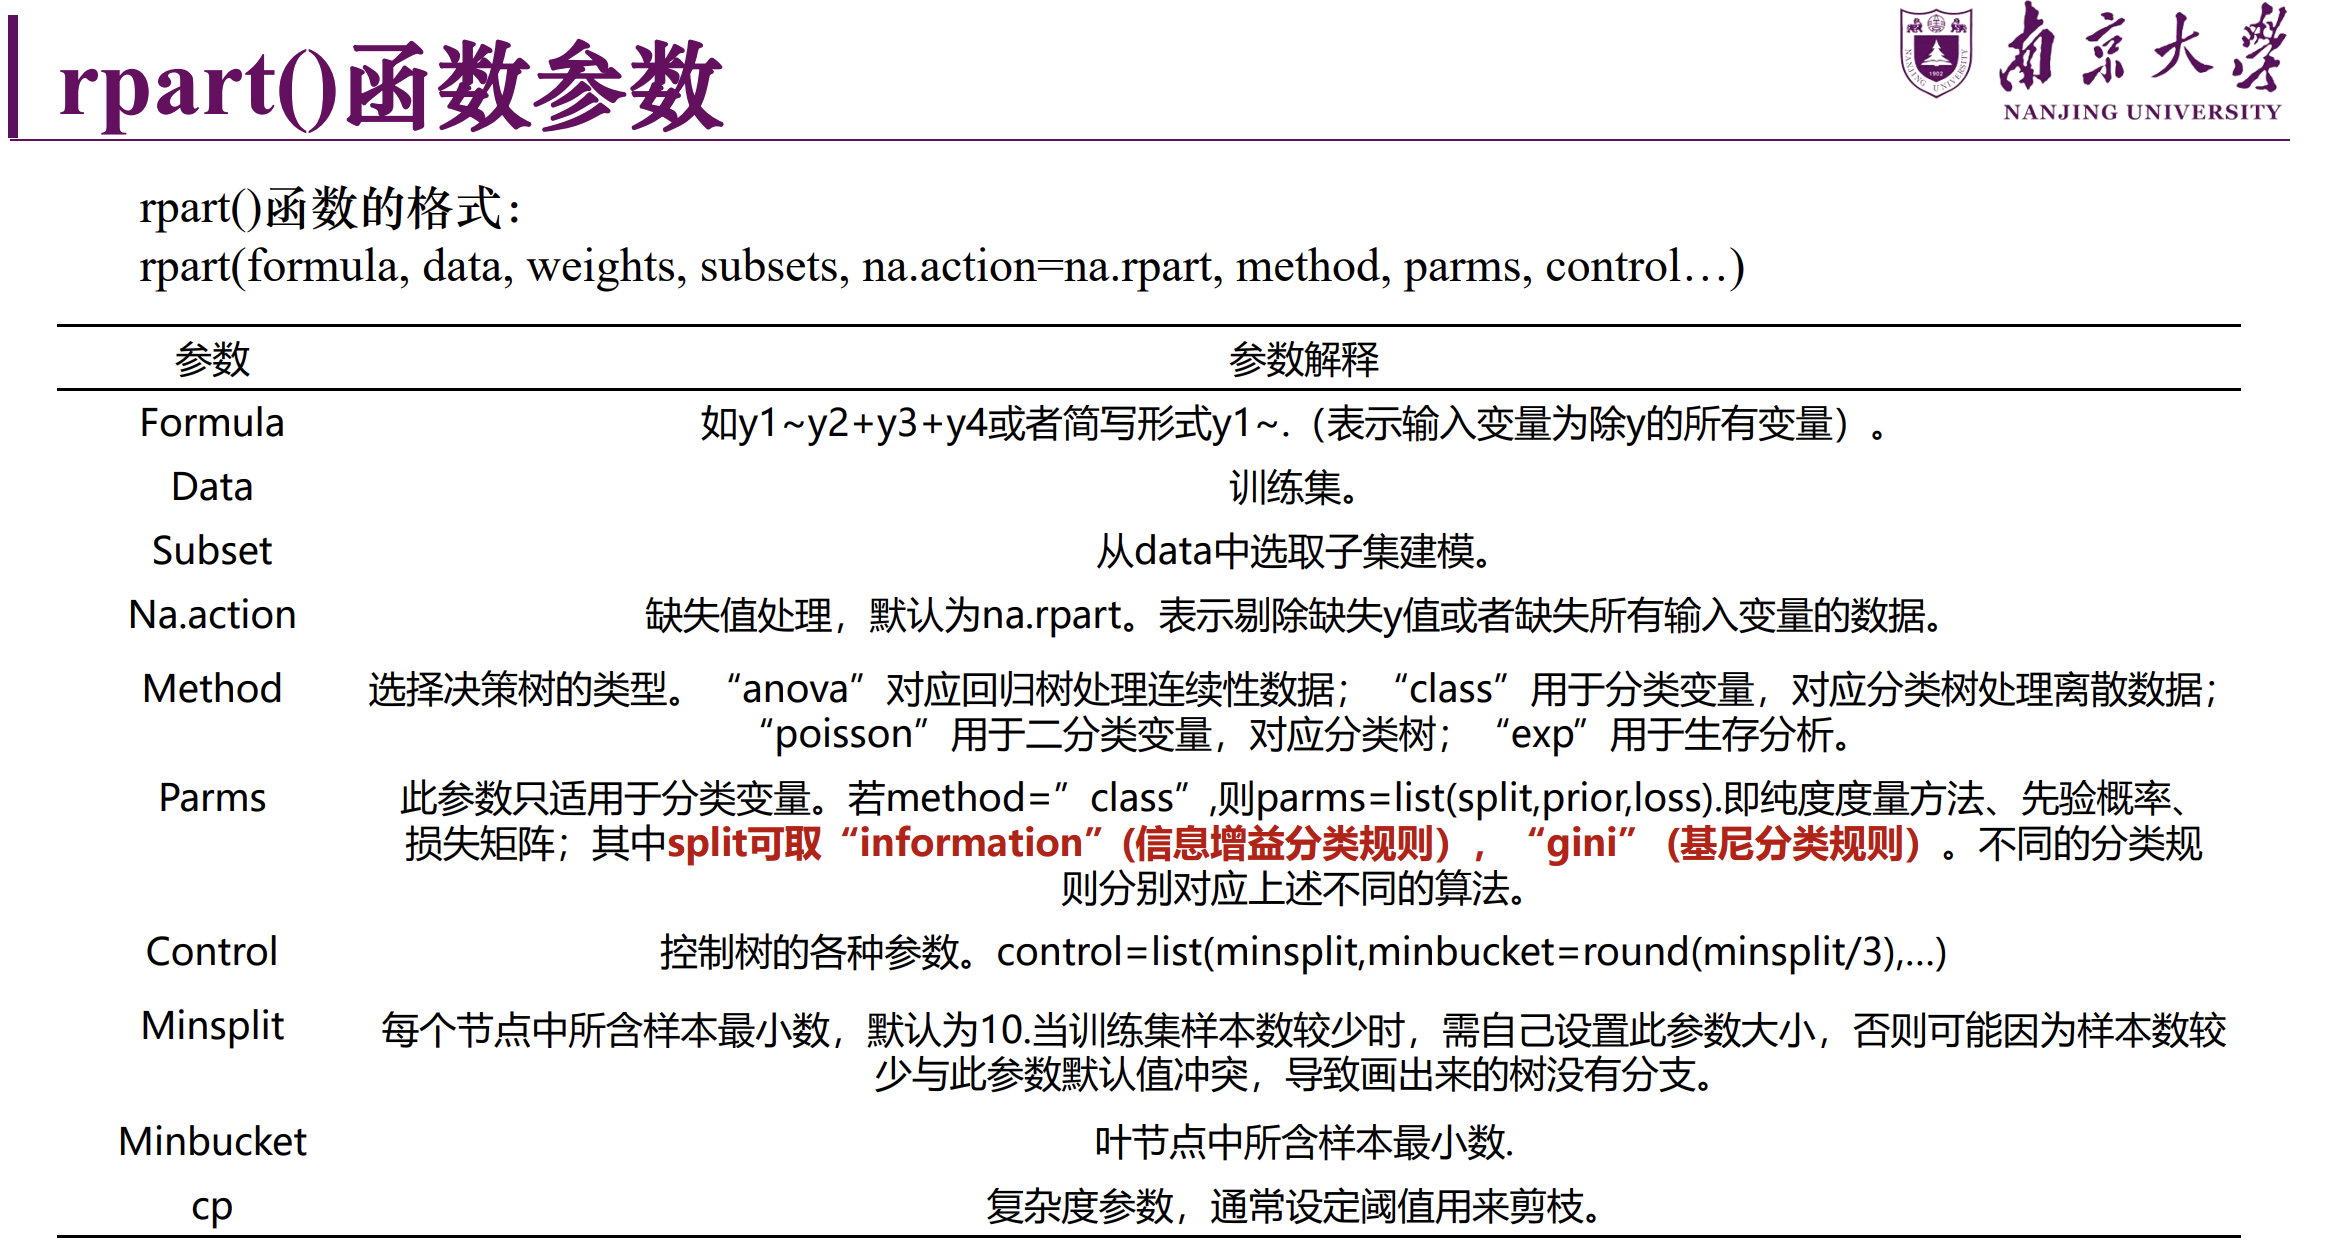 rpart()函数参数
南京大学
NANJING UNIVERSITY
rpart()函数的格式：
rpart(formula, data, weights, subsets, na.action=na.rpart, method, parms, control…)
参数 参数解释
Formula 如y1~y2+y3+y4或者简写形式y1~.（表示输入变量为除y的所有变量）。
Data 训练集。
Subset 从data中选取子集建模。
Na.action 缺失值处理，默认为na.rpart。表示剔除缺失y值或者缺失所有输入变量的数据。
Method 选择决策树的类型。“anova”对应回归树处理连续性数据；“class”用于分类变量，对应分类树处理离散数据；
“poisson”用于二分类变量，对应分类树；“exp”用于生存分析。
Parms 此参数只适用于分类变量。若method=”class”,则parms=list(split,prior,loss).即纯度度量方法、先验概率、
损失矩阵；其中split可取“information”(信息增益分类规则），“gini”(基尼分类规则）。不同的分类规
则分别对应上述不同的算法。
Control 控制树的各种参数。control=list(minsplit,minbucket=round(minsplit/3),...)
Minsplit 每个节点中所含样本最小数，默认为10.当训练集样本数较少时，需自己设置此参数大小，否则可能因为样本数较
少与此参数默认值冲突，导致画出来的树没有分支。
Minbucket 叶节点中所含样本最小数.
cp 复杂度参数，通常设定阈值用来剪枝。